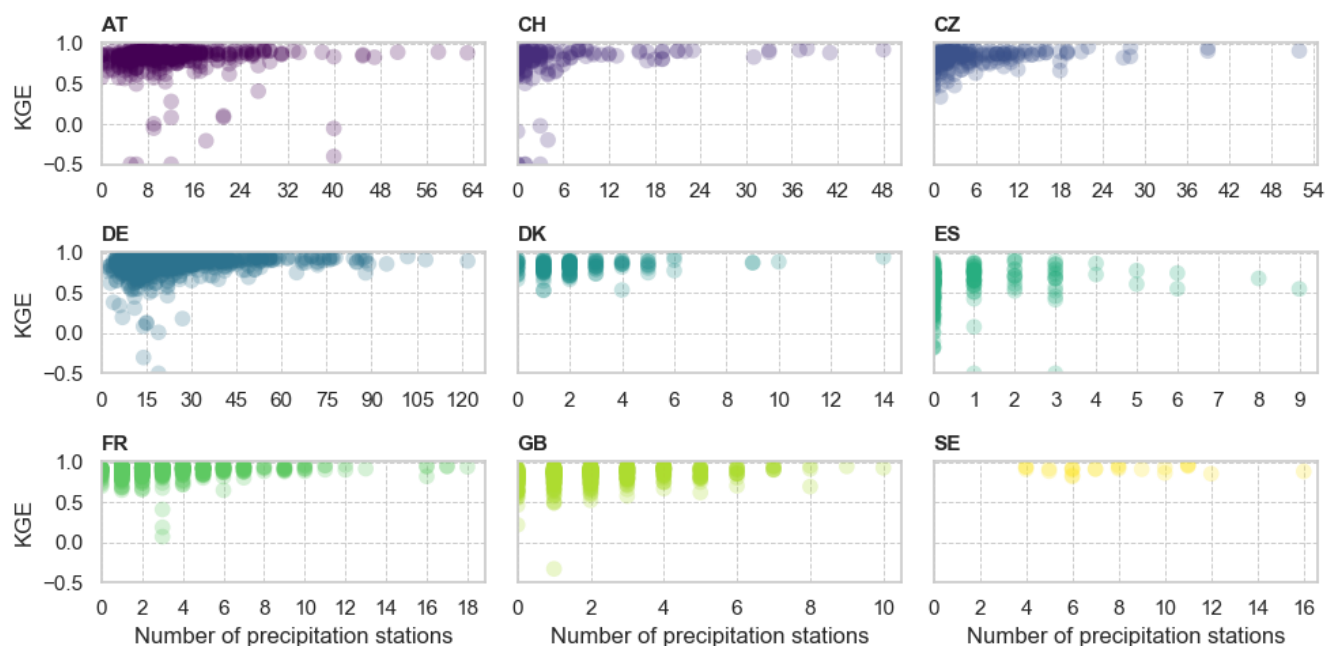 AT CH CZ
1.0
0.5
0.0
−0.5
KGE
0 8 16 24 32 40 48 56 64 0 6 12 18 24 30 36 42 48 0 6 12 18 24 30 36 42 48 54
DE DK ES
1.0
0.5
0.0
−0.5
KGE
0 15 30 45 60 75 90 105 120 0 2 4 6 8 10 12 14 0 1 2 3 4 5 6 7 8 9
FR GB SE
1.0
0.5
0.0
−0.5
KGE
0 2 4 6 8 10 12 14 16 18 0 2 4 6 8 10 0 2 4 6 8 10 12 14 16
Number of precipitation stations Number of precipitation stations Number of precipitation stations